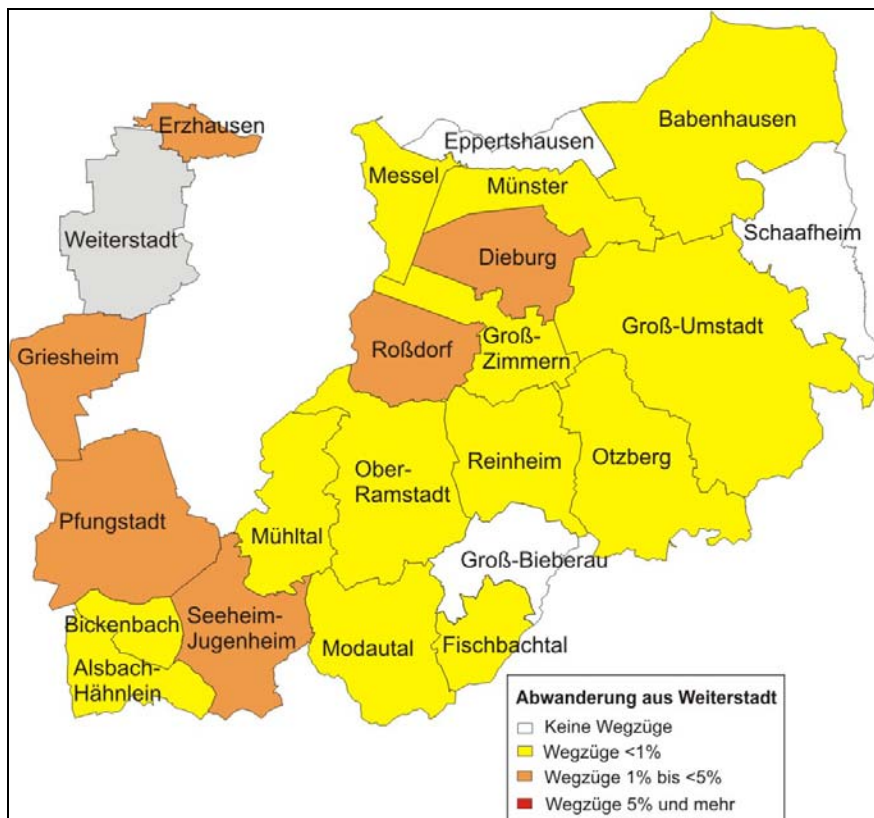 Erzhausen
Babenhausen
Eppertshausen
Messel
Münster
Schaafheim
Weiterstadt
Dieburg
Groß-Umstadt
Griesheim
Roßdorf
Groß-
Zimmern
Ober-
Ramstadt
Reinheim
Otzberg
Pfungstadt
Mühltal
Groß-Bieberau
Seeheim-
Jugenheim
Bickenbach
Modautal
Fischbachtal
Alsbach-
Hähnlein
Abwanderung aus Weiterstadt
Keine Wegzüge
Wegzüge <1%
Wegzüge 1% bis <5%
Wegzüge 5% und mehr